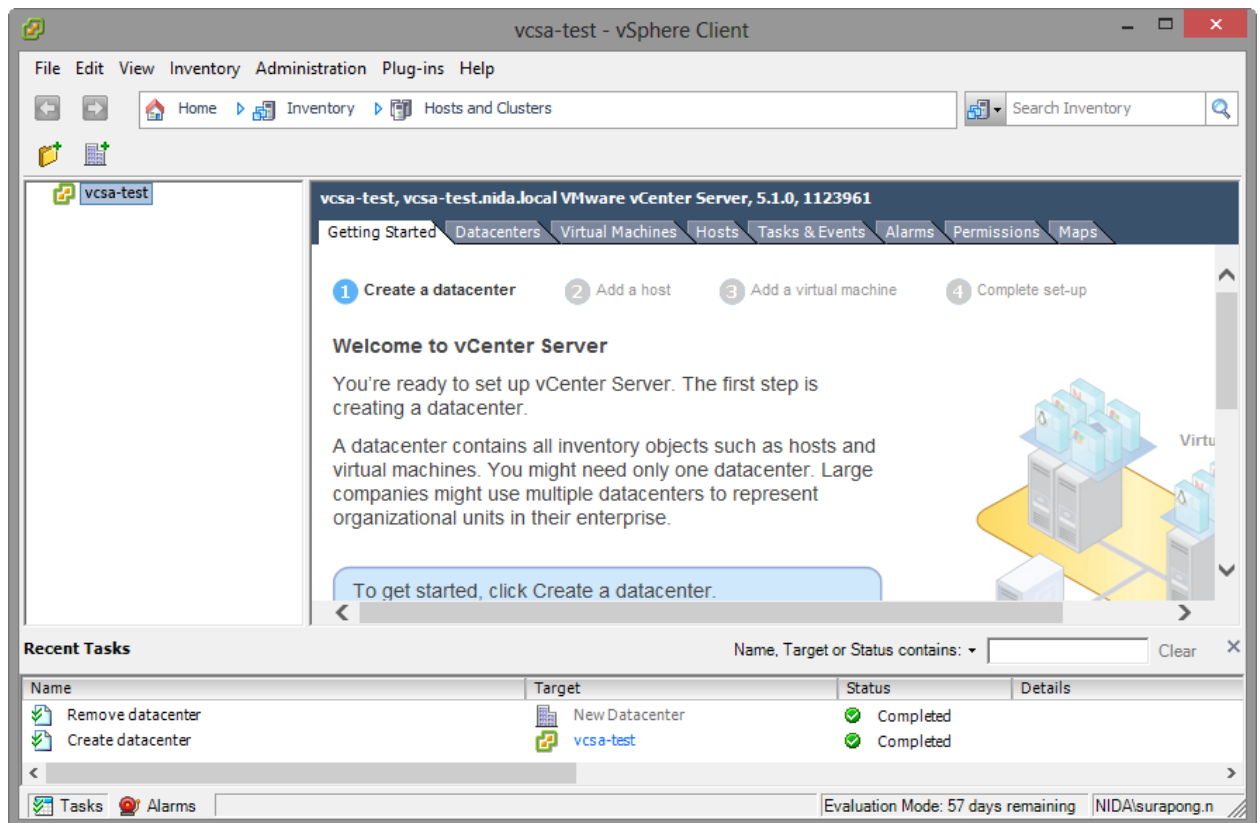 vcsa-test - vSphere Client
File Edit View Inventory Administration Plug-ins Help
Home Inventory Hosts and Clusters Search Inventory
vcsa-test
vcsa-test, vcsa-test.nida.local VMware vCenter Server, 5.1.0, 1123961
Getting Started Datacenters Virtual Machines Hosts Tasks & Events Alarms Permissions Maps
1 Create a datacenter 2 Add a host 3 Add a virtual machine 4 Complete set-up
Welcome to vCenter Server
You're ready to set up vCenter Server. The first step is
creating a datacenter.
A datacenter contains all inventory objects such as hosts and
virtual machines. You might need only one datacenter. Large
companies might use multiple datacenters to represent
organizational units in their enterprise.
Virtu
To get started, click Create a datacenter.
Recent Tasks Name, Target or Status contains: Clear
Name Target Status Details
Remove datacenter New Datacenter Completed
Create datacenter vcsa-test Completed
Tasks Alarms Evaluation Mode: 57 days remaining NIDA\surapong.n